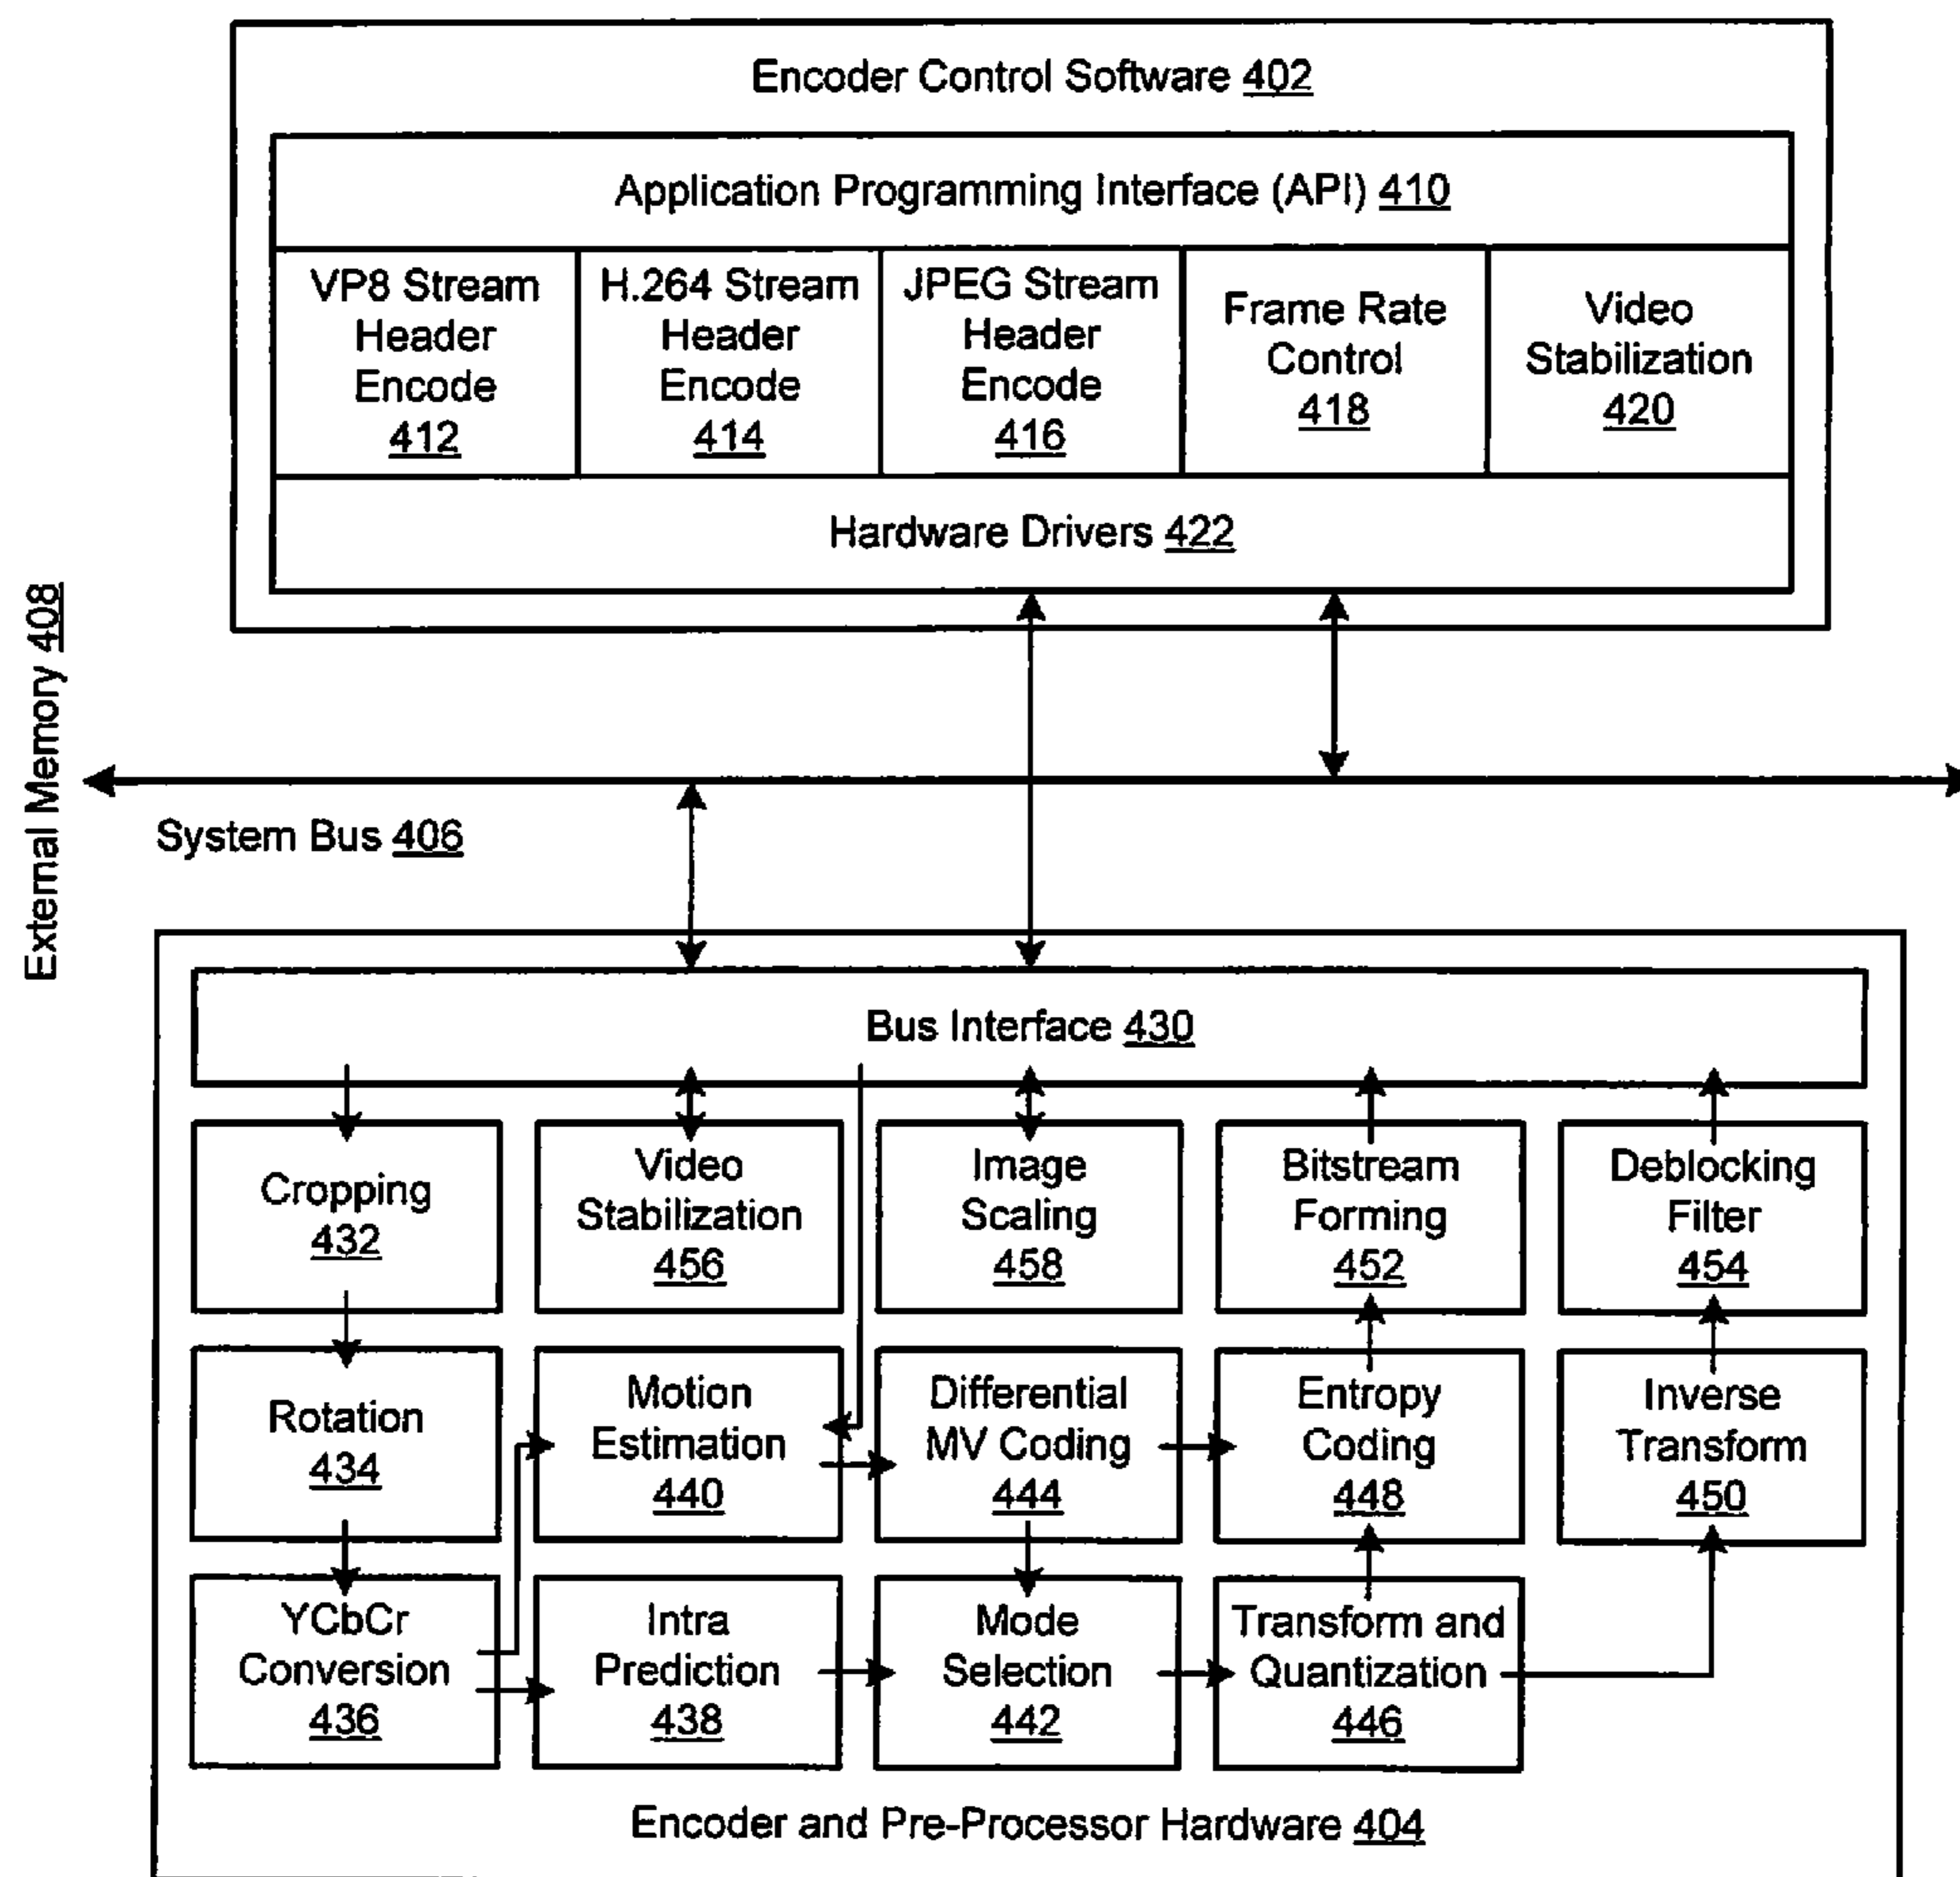 Encoder Control Software 402
Application Programming Interface (API) 410
VP8 Stream
Header
Encode
412
H.264 Stream
Header
Encode
414
JPEG Stream
Header
Encode
416
Frame Rate
Control
418
Video
Stabilization
420
Hardware Drivers 422
External Memory 408
System Bus 406
Bus Interface 430
Cropping
432
Video
Stabilization
456
Image
Scaling
458
Bitstream
Forming
452
Deblocking
Filter
454
Rotation
434
Motion
Estimation
440
Differential
MV Coding
444
Entropy
Coding
448
Inverse
Transform
450
YCbCr
Conversion
436
Intra
Prediction
438
Mode
Selection
442
Transform and
Quantization
446
Encoder and Pre-Processor Hardware 404